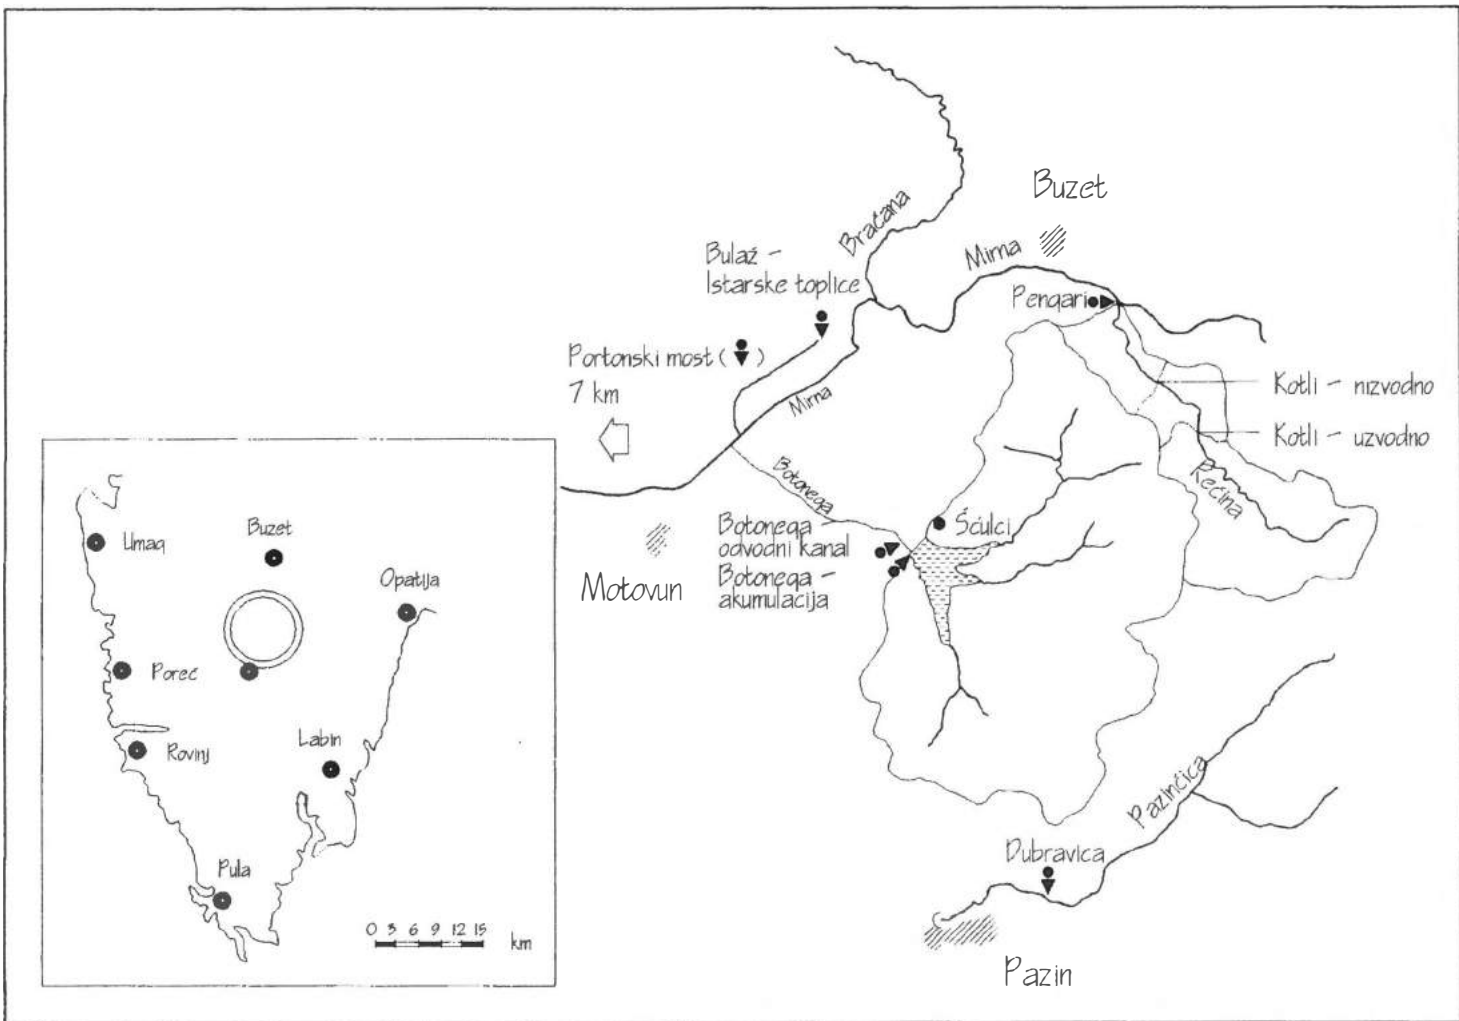 Buzet
Bračana
Mirna
Bulaž -
Istarske toplice
Pengari
Portonski most ( )
7 km
Mirna
Kotli - nizvodno
Kotli - uzvodno
Rečina
Botonega
Šćulci
Botonega -
odvodni kanal
Botonega -
akumulacija
Motovun
Pazinčica
Dubravica
Pazin
Umag
Buzet
Opatija
Poreč
Rovinj
Labin
Pula
0 3 6 9 12 15
km